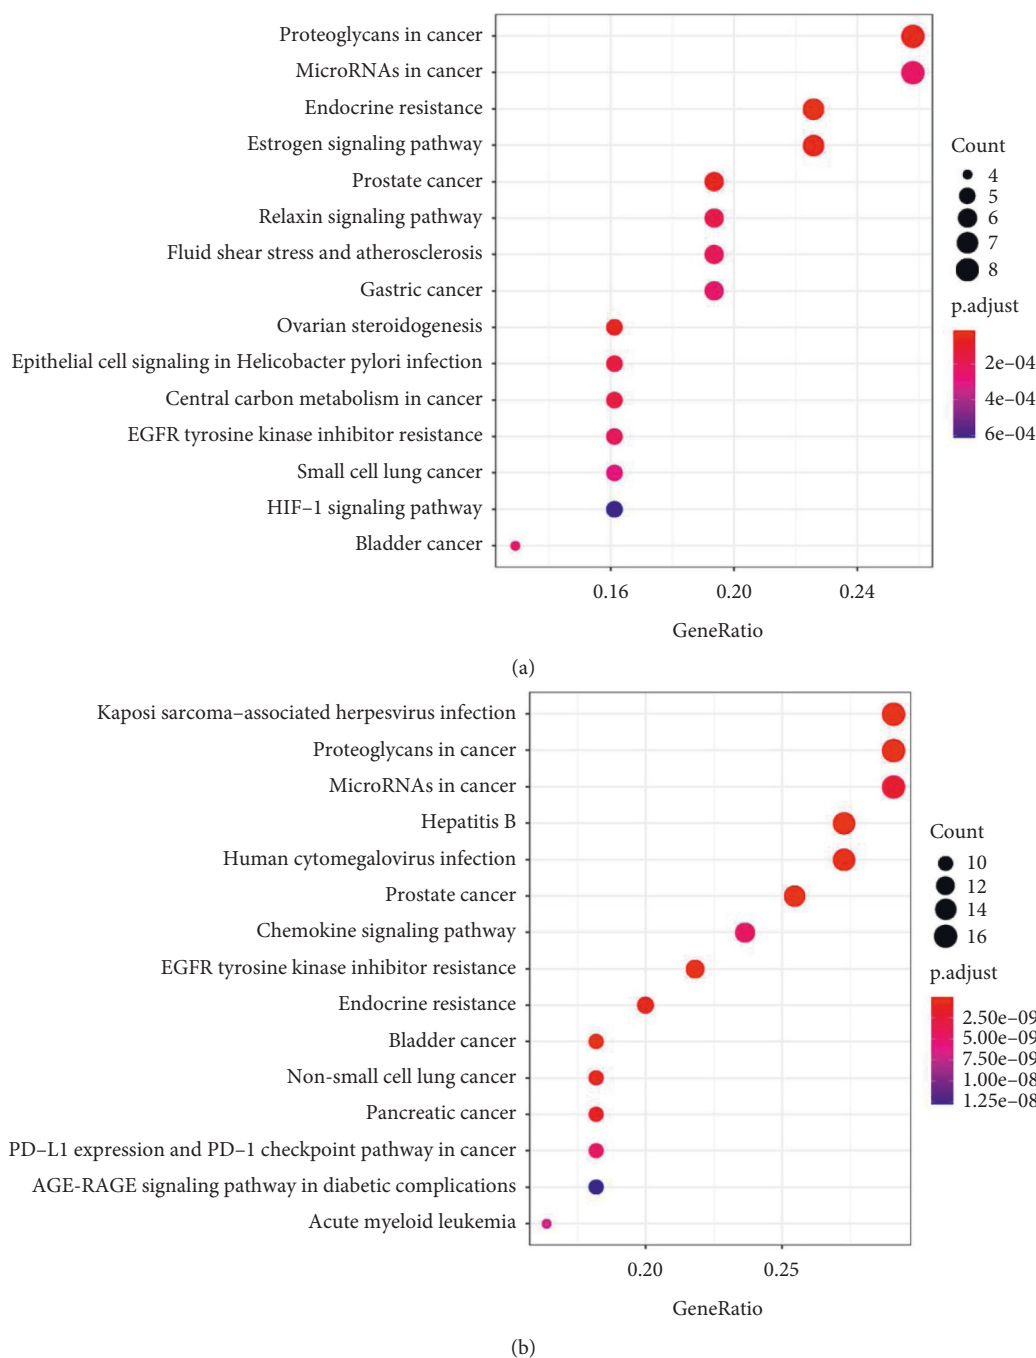 Proteoglycans in cancer
MicroRNAs in cancer
Endocrine resistance
Estrogen signaling pathway
Prostate cancer
Relaxin signaling pathway
Fluid shear stress and atherosclerosis
Gastric cancer
Ovarian steroidogenesis
Epithelial cell signaling in Helicobacter pylori infection
Central carbon metabolism in cancer
EGFR tyrosine kinase inhibitor resistance
Small cell lung cancer
HIF–1 signaling pathway
Bladder cancer
0.16 0.20 0.24
GeneRatio
Count
4
5
6
7
8
p.adjust
2e–04
4e–04
6e–04
(a)
Kaposi sarcoma–associated herpesvirus infection
Proteoglycans in cancer
MicroRNAs in cancer
Hepatitis B
Human cytomegalovirus infection
Prostate cancer
Chemokine signaling pathway
EGFR tyrosine kinase inhibitor resistance
Endocrine resistance
Bladder cancer
Non-small cell lung cancer
Pancreatic cancer
PD–L1 expression and PD–1 checkpoint pathway in cancer
AGE-RAGE signaling pathway in diabetic complications
Acute myeloid leukemia
0.20 0.25
GeneRatio
Count
10
12
14
16
p.adjust
2.50e–09
5.00e–09
7.50e–09
1.00e–08
1.25e–08
(b)